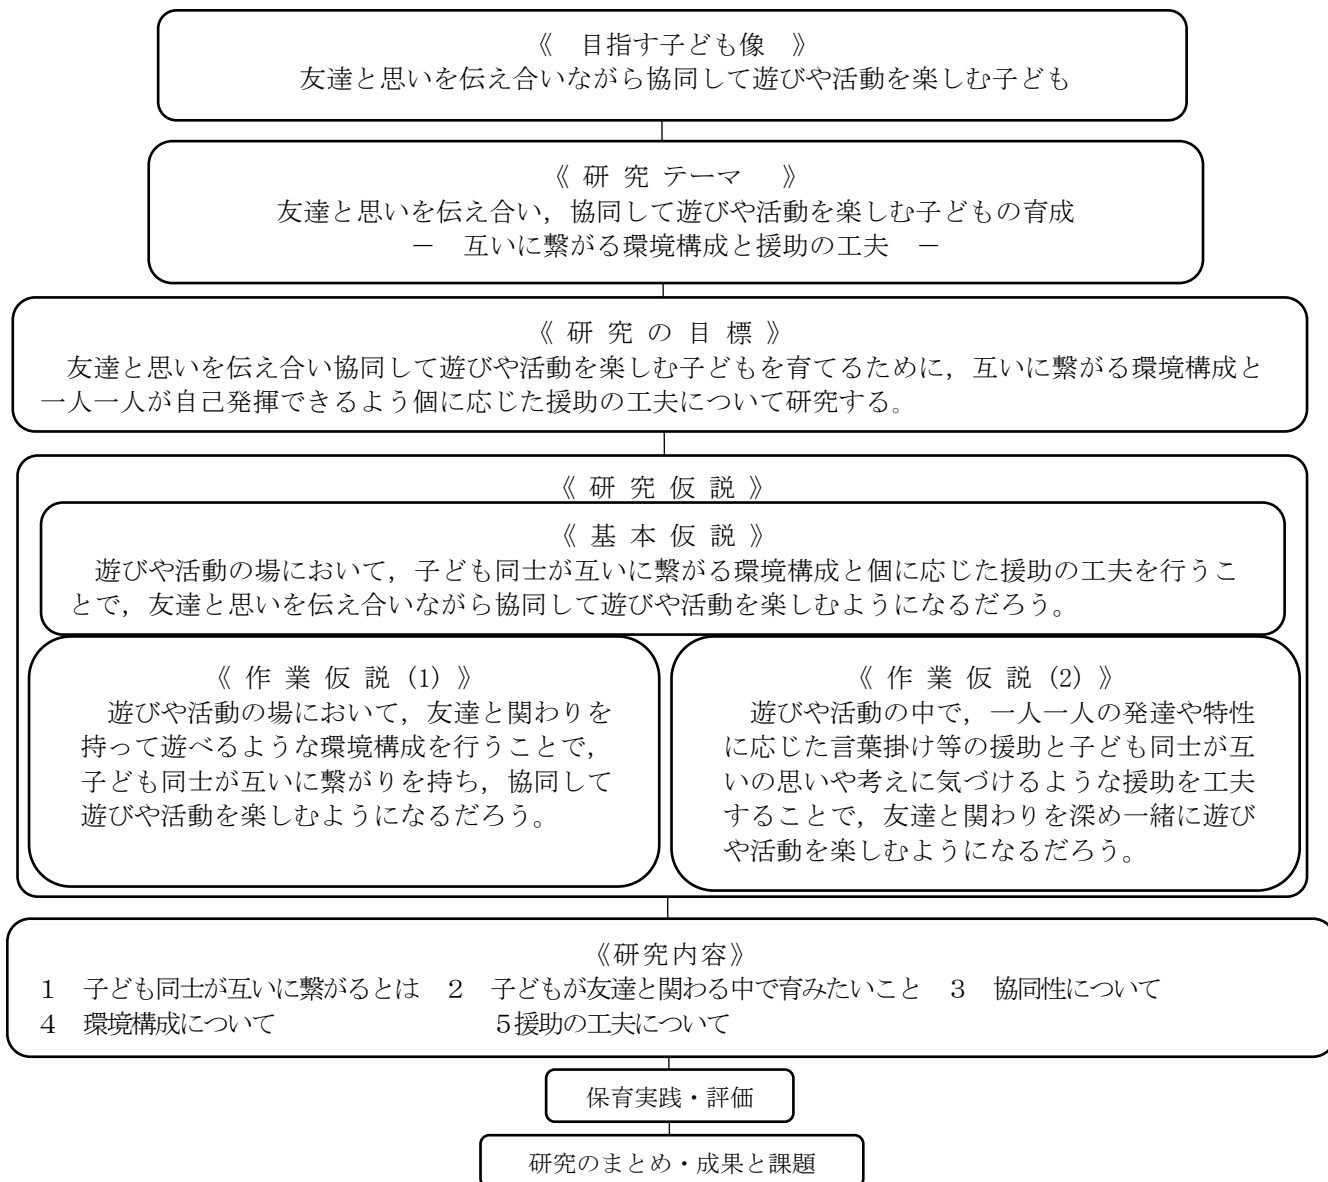 《　目指す子ども像　》
友達と思いを伝え合いながら協同して遊びや活動を楽しむ子ども
《 研 究 テーマ　》
友達と思いを伝え合い，協同して遊びや活動を楽しむ子どもの育成
－　互いに繋がる環境構成と援助の工夫　－
《 研 究 の 目 標 》
友達と思いを伝え合い協同して遊びや活動を楽しむ子どもを育てるために，互いに繋がる環境構成と
一人一人が自己発揮できるよう個に応じた援助の工夫について研究する。
《 研 究 仮 説 》
《 基 本 仮 説 》
遊びや活動の場において，子ども同士が互いに繋がる環境構成と個に応じた援助の工夫を行うこ
とで，友達と思いを伝え合いながら協同して遊びや活動を楽しむようになるだろう。
《 作 業 仮 説 (1) 》
遊びや活動の場において，友達と関わりを
持って遊べるような環境構成を行うことで，
子ども同士が互いに繋がりを持ち，協同して
遊びや活動を楽しむようになるだろう。
《 作 業 仮 説 (2) 》
遊びや活動の中で，一人一人の発達や特性
に応じた言葉掛け等の援助と子ども同士が互
いの思いや考えに気づけるような援助を工夫
することで，友達と関わりを深め一緒に遊び
や活動を楽しむようになるだろう。
《研究内容》
１　子ども同士が互いに繋がるとは　２　子どもが友達と関わる中で育みたいこと　３　協同性について
４　環境構成について　５援助の工夫について
保育実践・評価
研究のまとめ・成果と課題